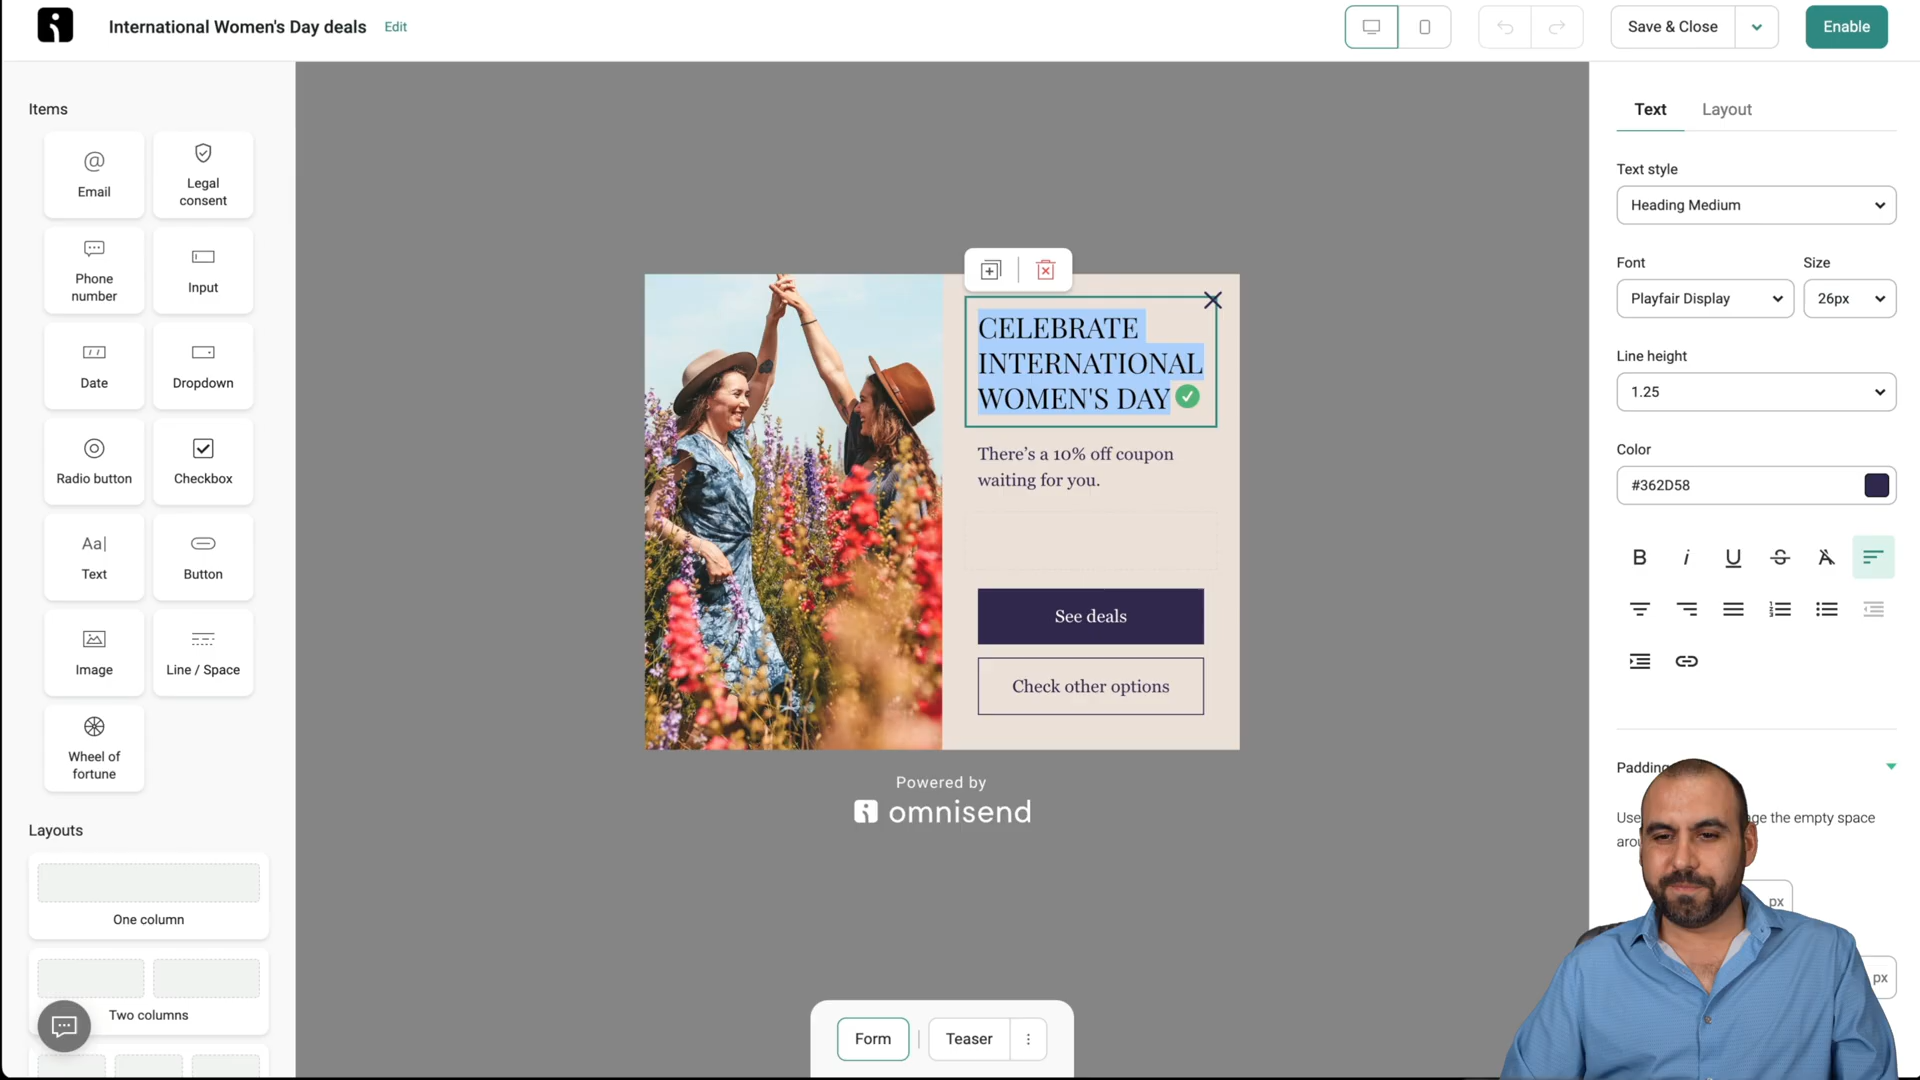 International Women's Day deals
Edit
Save & Close
Enable
Items
@
Email
Legal
consent
Phone
number
Input
Date
Dropdown
Radio button
Checkbox
Aa|
Text
Button
Image
Line / Space
Wheel of
fortune
Layouts
One column
Two columns
CELEBRATE
INTERNATIONAL
WOMEN'S DAY
There’s a 10% off coupon
waiting for you.
See deals
Check other options
Powered by
omnisend
Form
Teaser
Text
Layout
Text style
Heading Medium
Font
Size
Playfair Display
26px
Line height
1.25
Color
#362D58
B
i
U
S
A
Padding
Use
the empty space
px
px